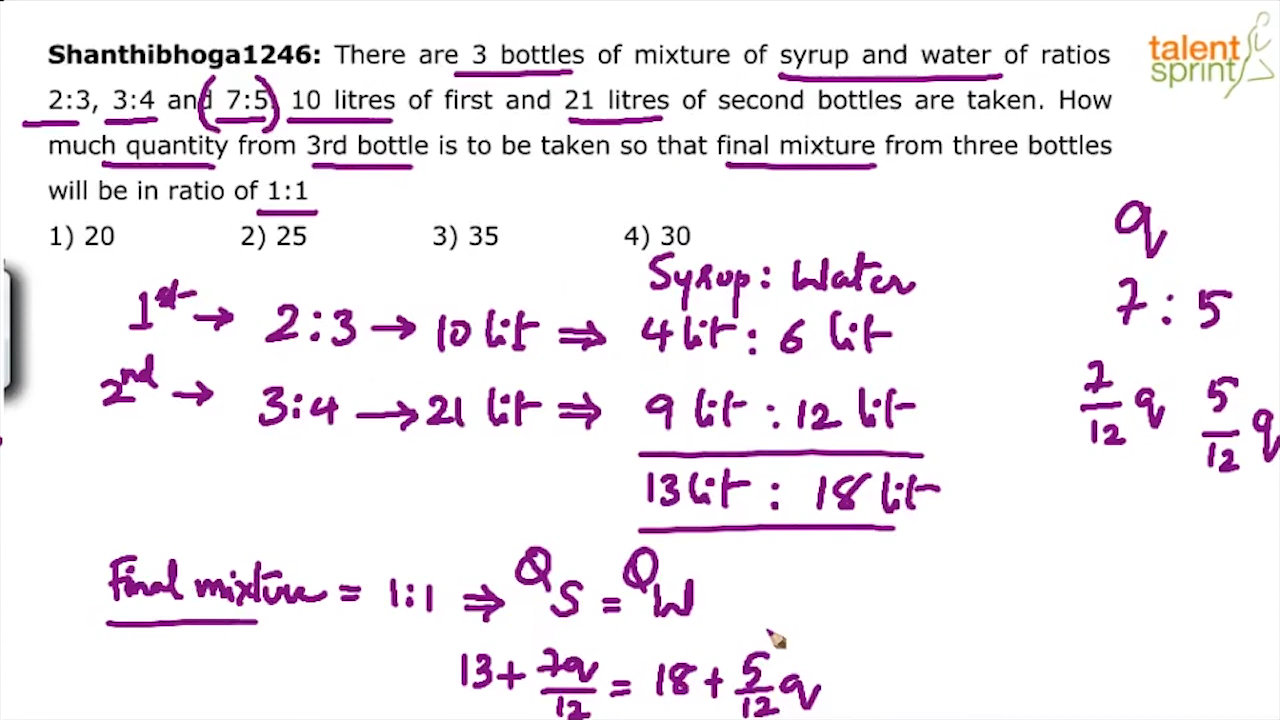 talent
sprint
Shanthibhoga1246: There are 3 bottles of mixture of syrup and water of ratios
2:3, 3:4 and (7:5) 10 litres of first and 21 litres of second bottles are taken. How
much quantity from 3rd bottle is to be taken so that final mixture from three bottles
will be in ratio of 1:1
1) 20 2) 25 3) 35 4) 30
q
Syrup : Water
7 : 5
1st → 2:3 → 10 lit ⇒ 4 lit : 6 lit
7/12 q 5/12 q
2nd → 3:4 → 21 lit ⇒ 9 lit : 12 lit
13 lit : 18 lit
Final mixture = 1:1 ⇒ QS = QW
13 + 7q/12 = 18 + 5/12 q